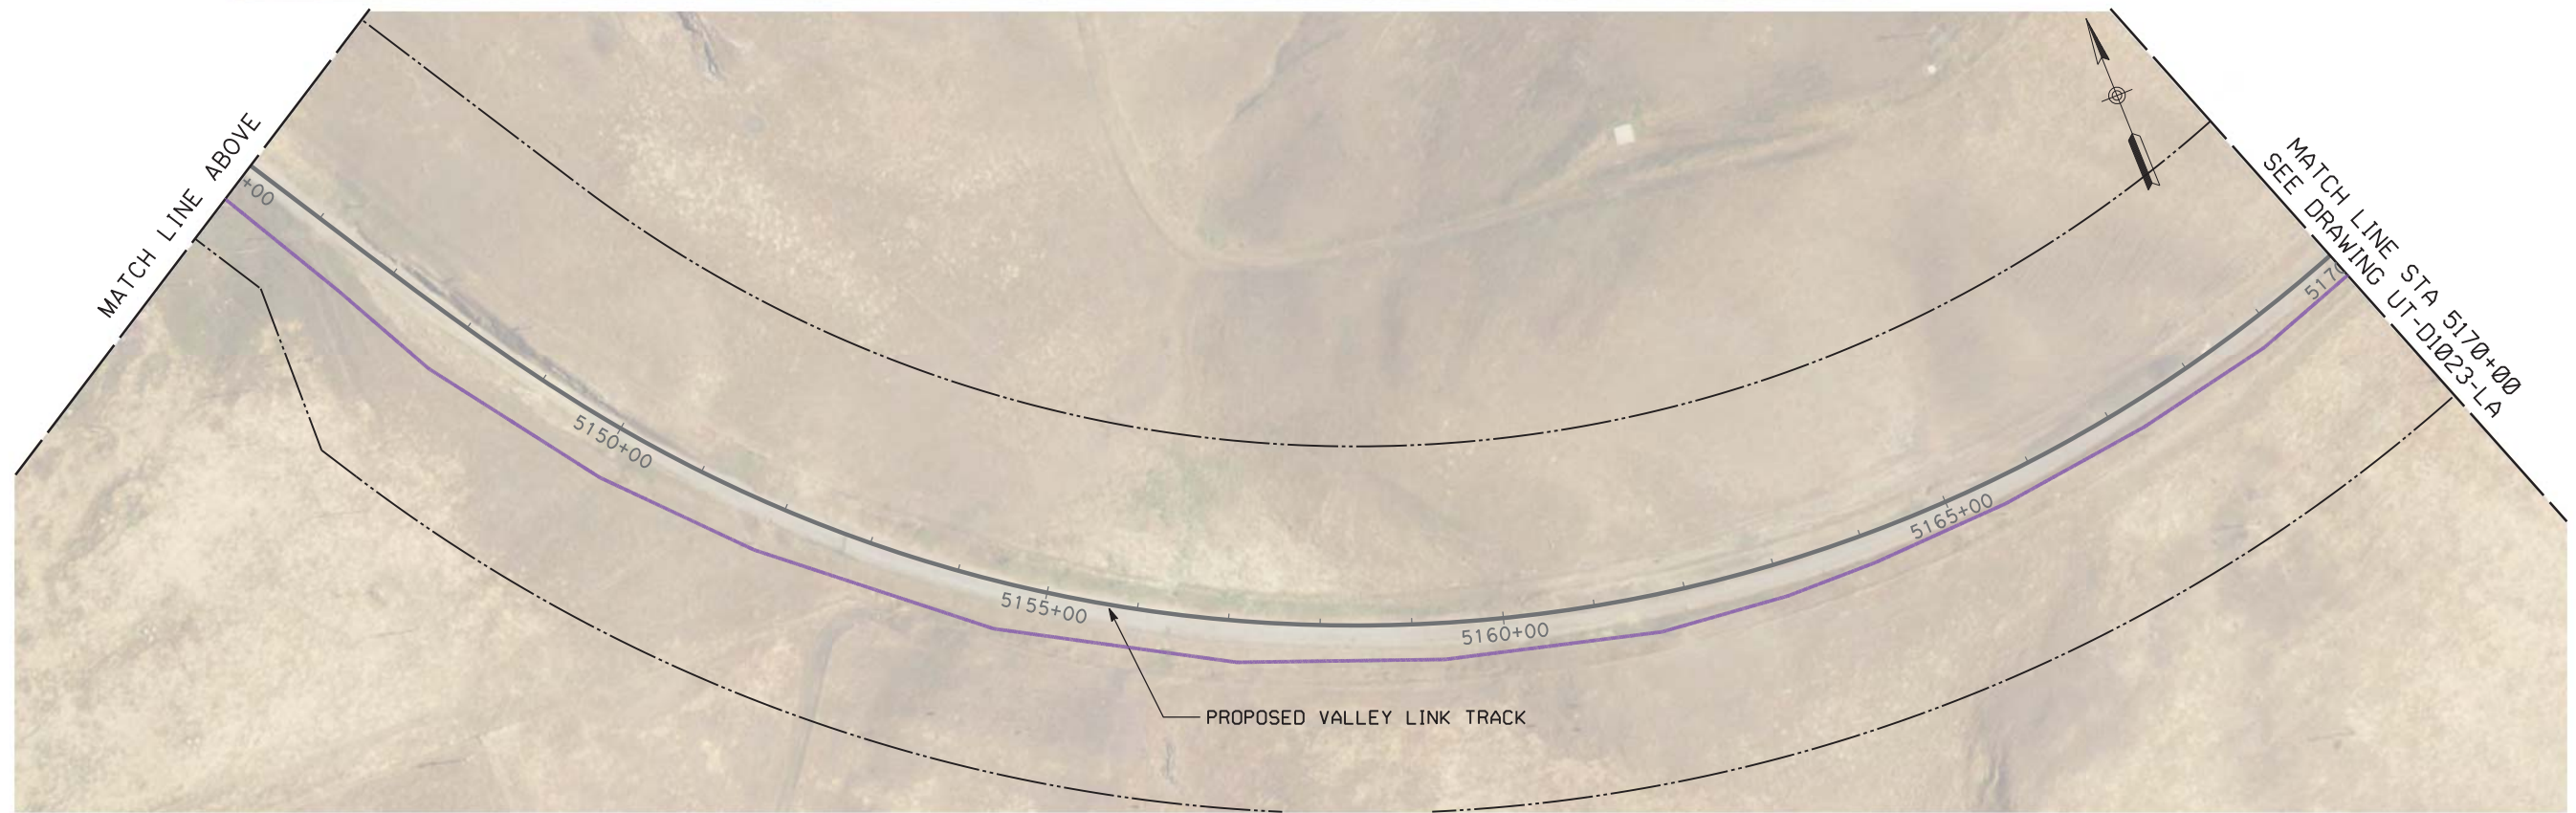 MATCH LINE ABOVE
+00
5150+00
5155+00
5160+00
5165+00
5170
MATCH LINE STA 5170+00
SEE DRAWING UT-D1023-LA
PROPOSED VALLEY LINK TRACK